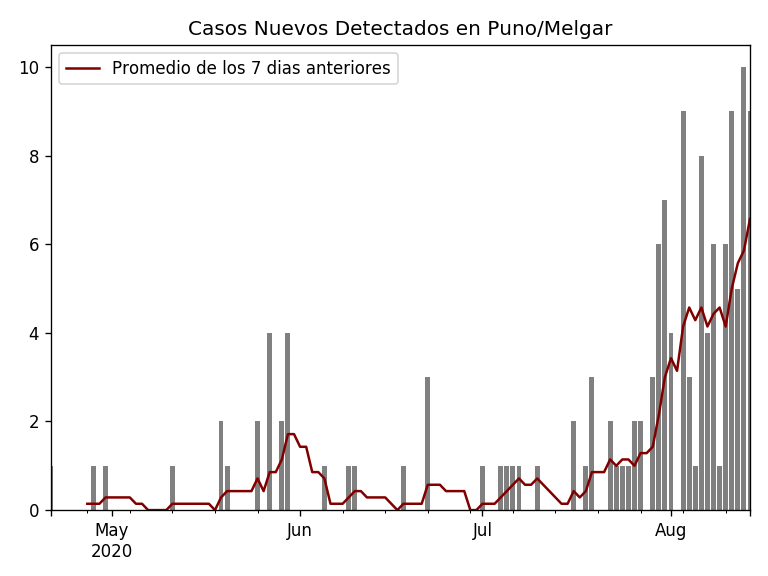 Casos Nuevos Detectados en Puno/Melgar
Promedio de los 7 dias anteriores
10
8
6
4
2
0
May Jun Jul Aug
2020